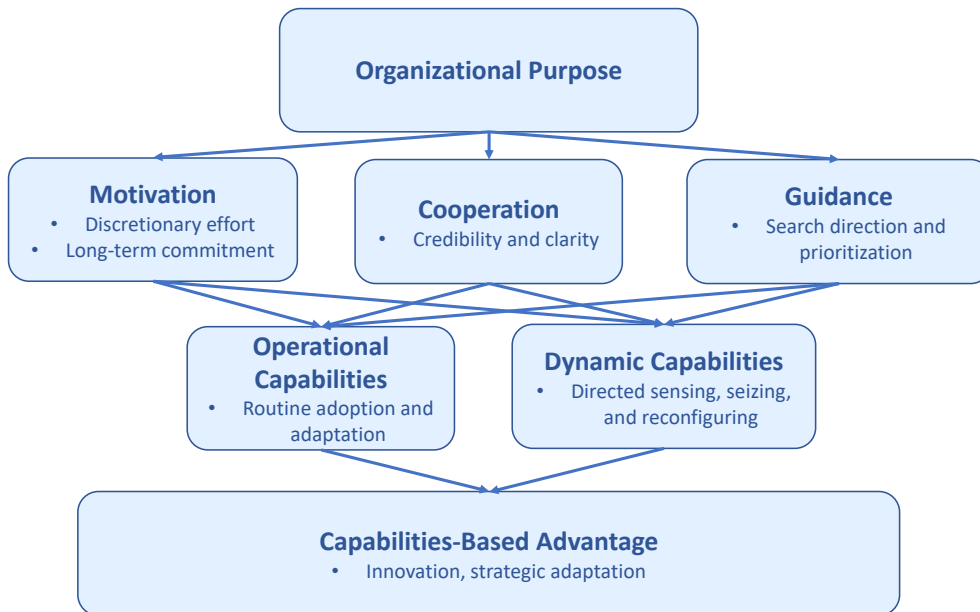 Organizational Purpose
Motivation
• Discretionary effort
• Long-term commitment
Cooperation
• Credibility and clarity
Guidance
• Search direction and
prioritization
Operational
Capabilities
• Routine adoption and
adaptation
Dynamic Capabilities
• Directed sensing, seizing,
and reconfiguring
Capabilities-Based Advantage
• Innovation, strategic adaptation